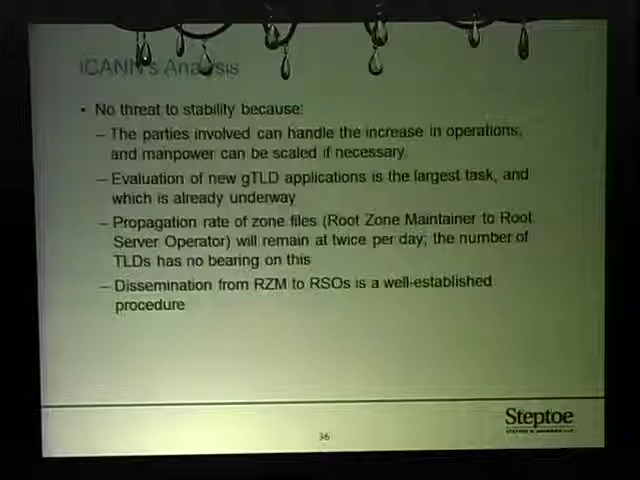 ICANN's Analysis
• No threat to stability because:
– The parties involved can handle the increase in operations,
and manpower can be scaled if necessary
– Evaluation of new gTLD applications is the largest task, and
which is already underway
– Propagation rate of zone files (Root Zone Maintainer to Root
Server Operator) will remain at twice per day; the number of
TLDs has no bearing on this
– Dissemination from RZM to RSOs is a well-established
procedure
Steptoe
36